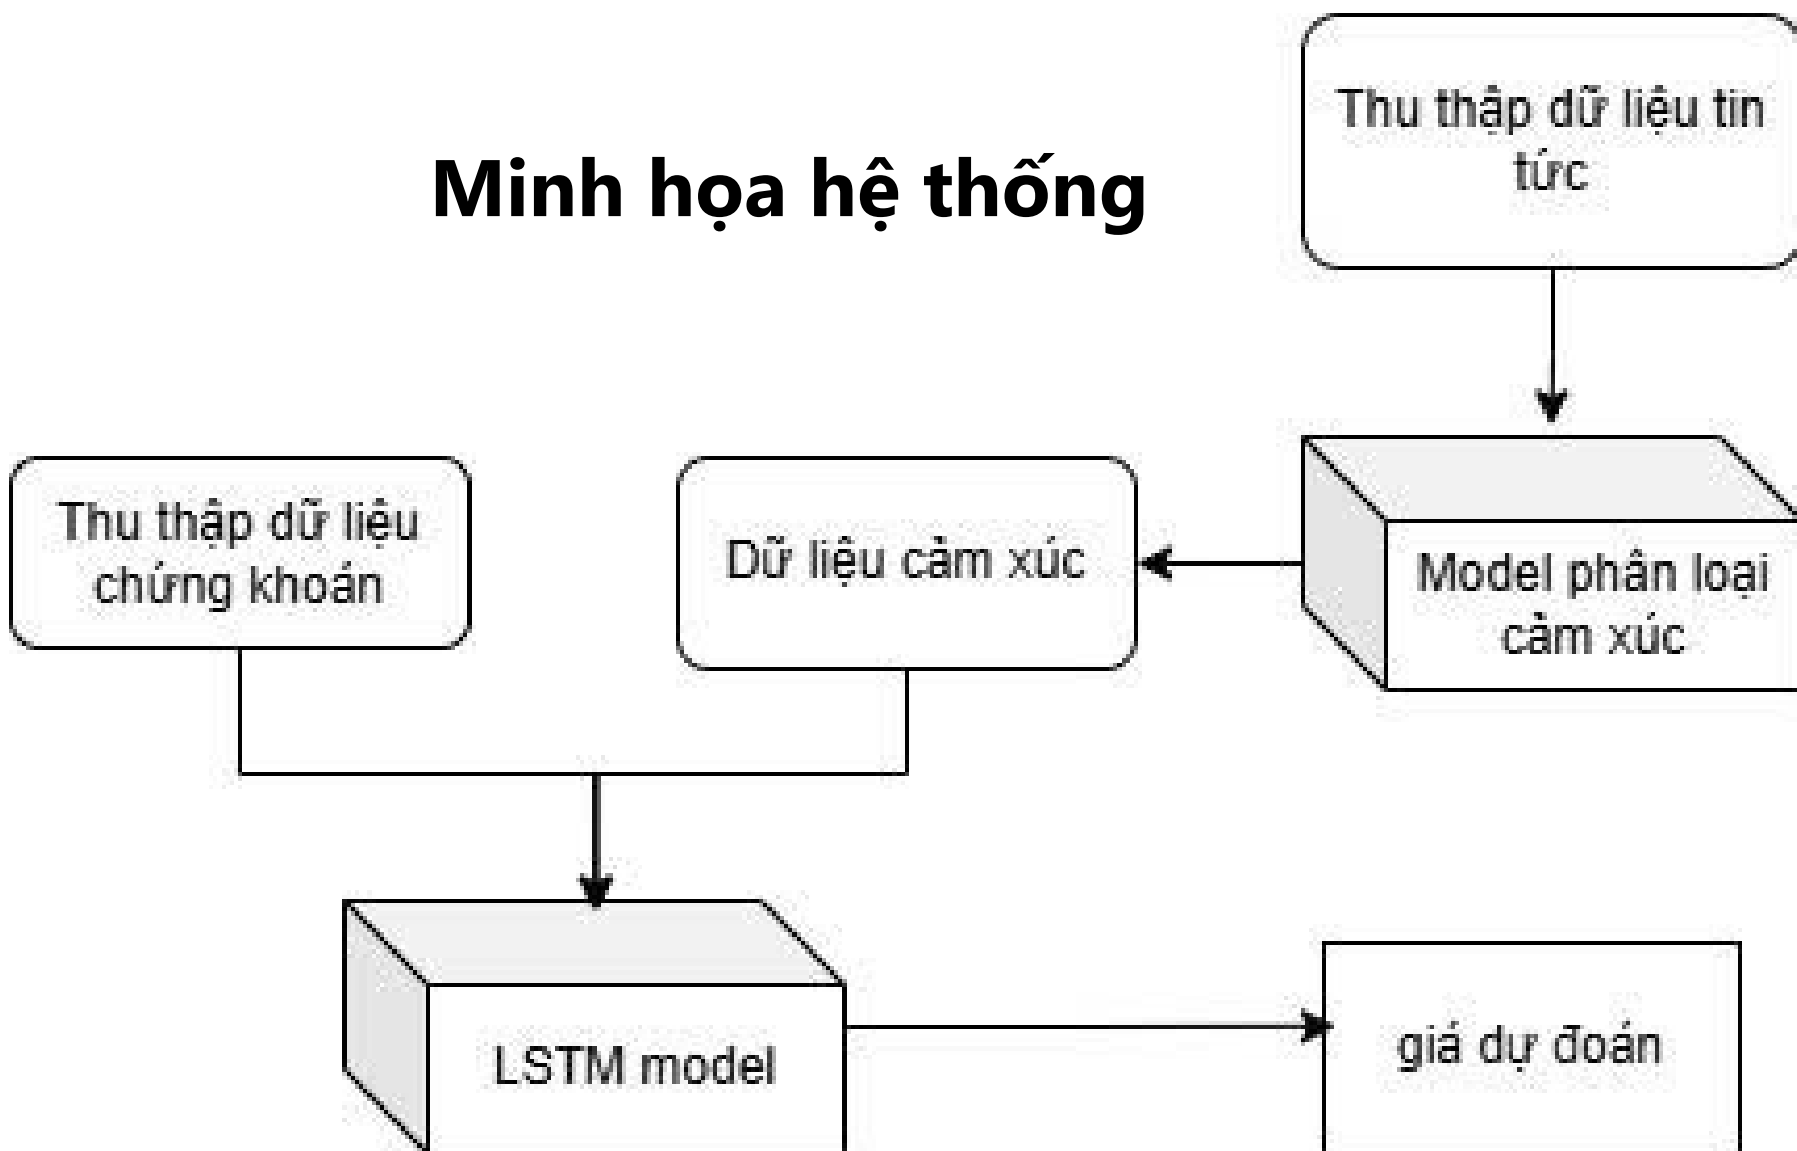 Thu thập dữ liệu tin
tức
Minh họa hệ thống
Thu thập dữ liệu
chứng khoán
Dữ liệu cảm xúc
Model phân loại
cảm xúc
LSTM model
giá dự đoán